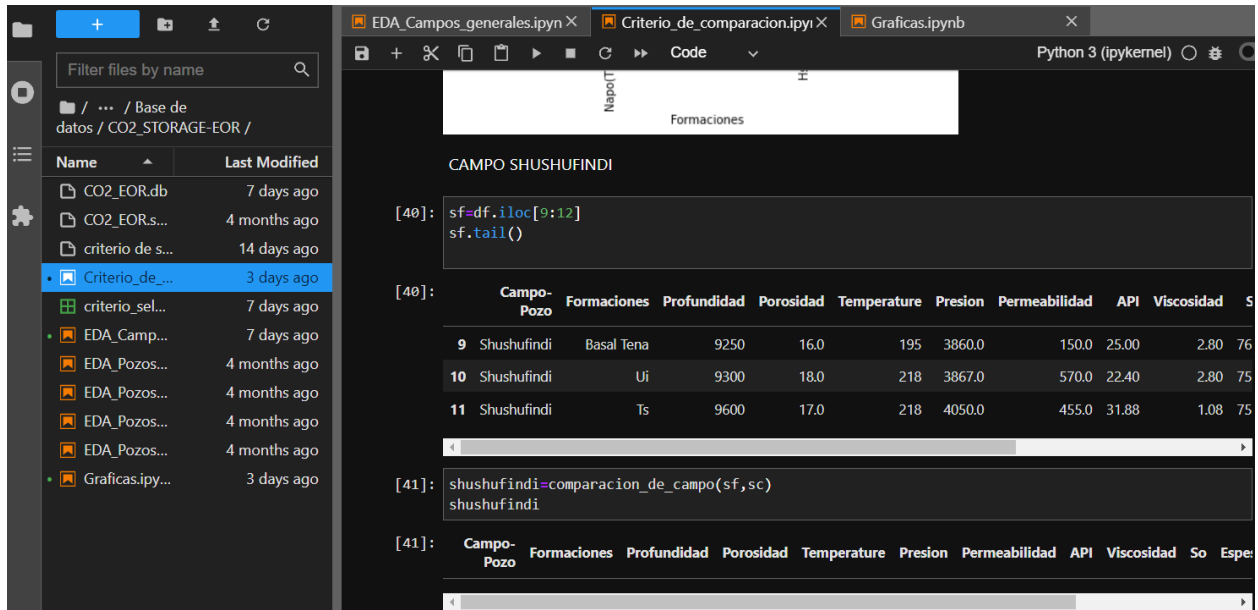 EDA_Campos_generales.ipyn
Criterio_de_comparacion.ipyı
Graficas.ipynb
Code
Python 3 (ipykernel)
Filter files by name
/ ··· / Base de
datos / CO2_STORAGE-EOR /
Name Last Modified
CO2_EOR.db 7 days ago
CO2_EOR.s... 4 months ago
criterio de s... 14 days ago
Criterio_de_... 3 days ago
criterio_sel... 7 days ago
EDA_Camp... 7 days ago
EDA_Pozos... 4 months ago
EDA_Pozos... 4 months ago
EDA_Pozos... 4 months ago
EDA_Pozos... 4 months ago
Graficas.ipy... 3 days ago
Napo(T
Hs
Formaciones
CAMPO SHUSHUFINDI
[40]: sf=df.iloc[9:12]
sf.tail()
[40]: Campo-Pozo Formaciones Profundidad Porosidad Temperature Presion Permeabilidad API Viscosidad S
9 Shushufindi Basal Tena 9250 16.0 195 3860.0 150.0 25.00 2.80 76
10 Shushufindi Ui 9300 18.0 218 3867.0 570.0 22.40 2.80 75
11 Shushufindi Ts 9600 17.0 218 4050.0 455.0 31.88 1.08 75
[41]: shushufindi=comparacion_de_campo(sf,sc)
shushufindi
[41]: Campo-Pozo Formaciones Profundidad Porosidad Temperature Presion Permeabilidad API Viscosidad So Espe